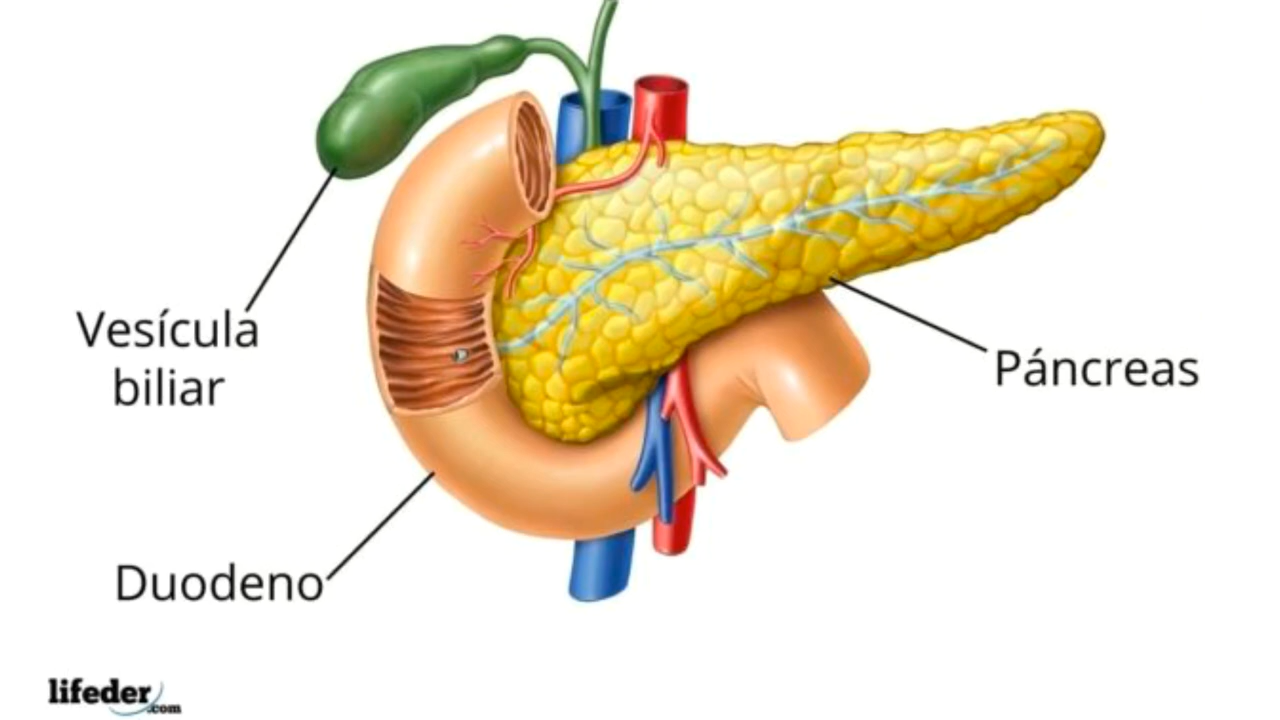 Vesícula
biliar
Páncreas
Duodeno
lifeder
.com